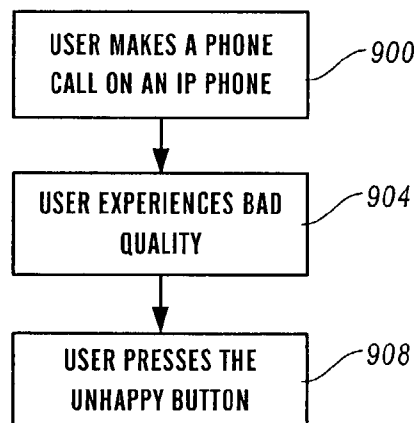 USER MAKES A PHONE
CALL ON AN IP PHONE
900
USER EXPERIENCES BAD
QUALITY
904
USER PRESSES THE
UNHAPPY BUTTON
908